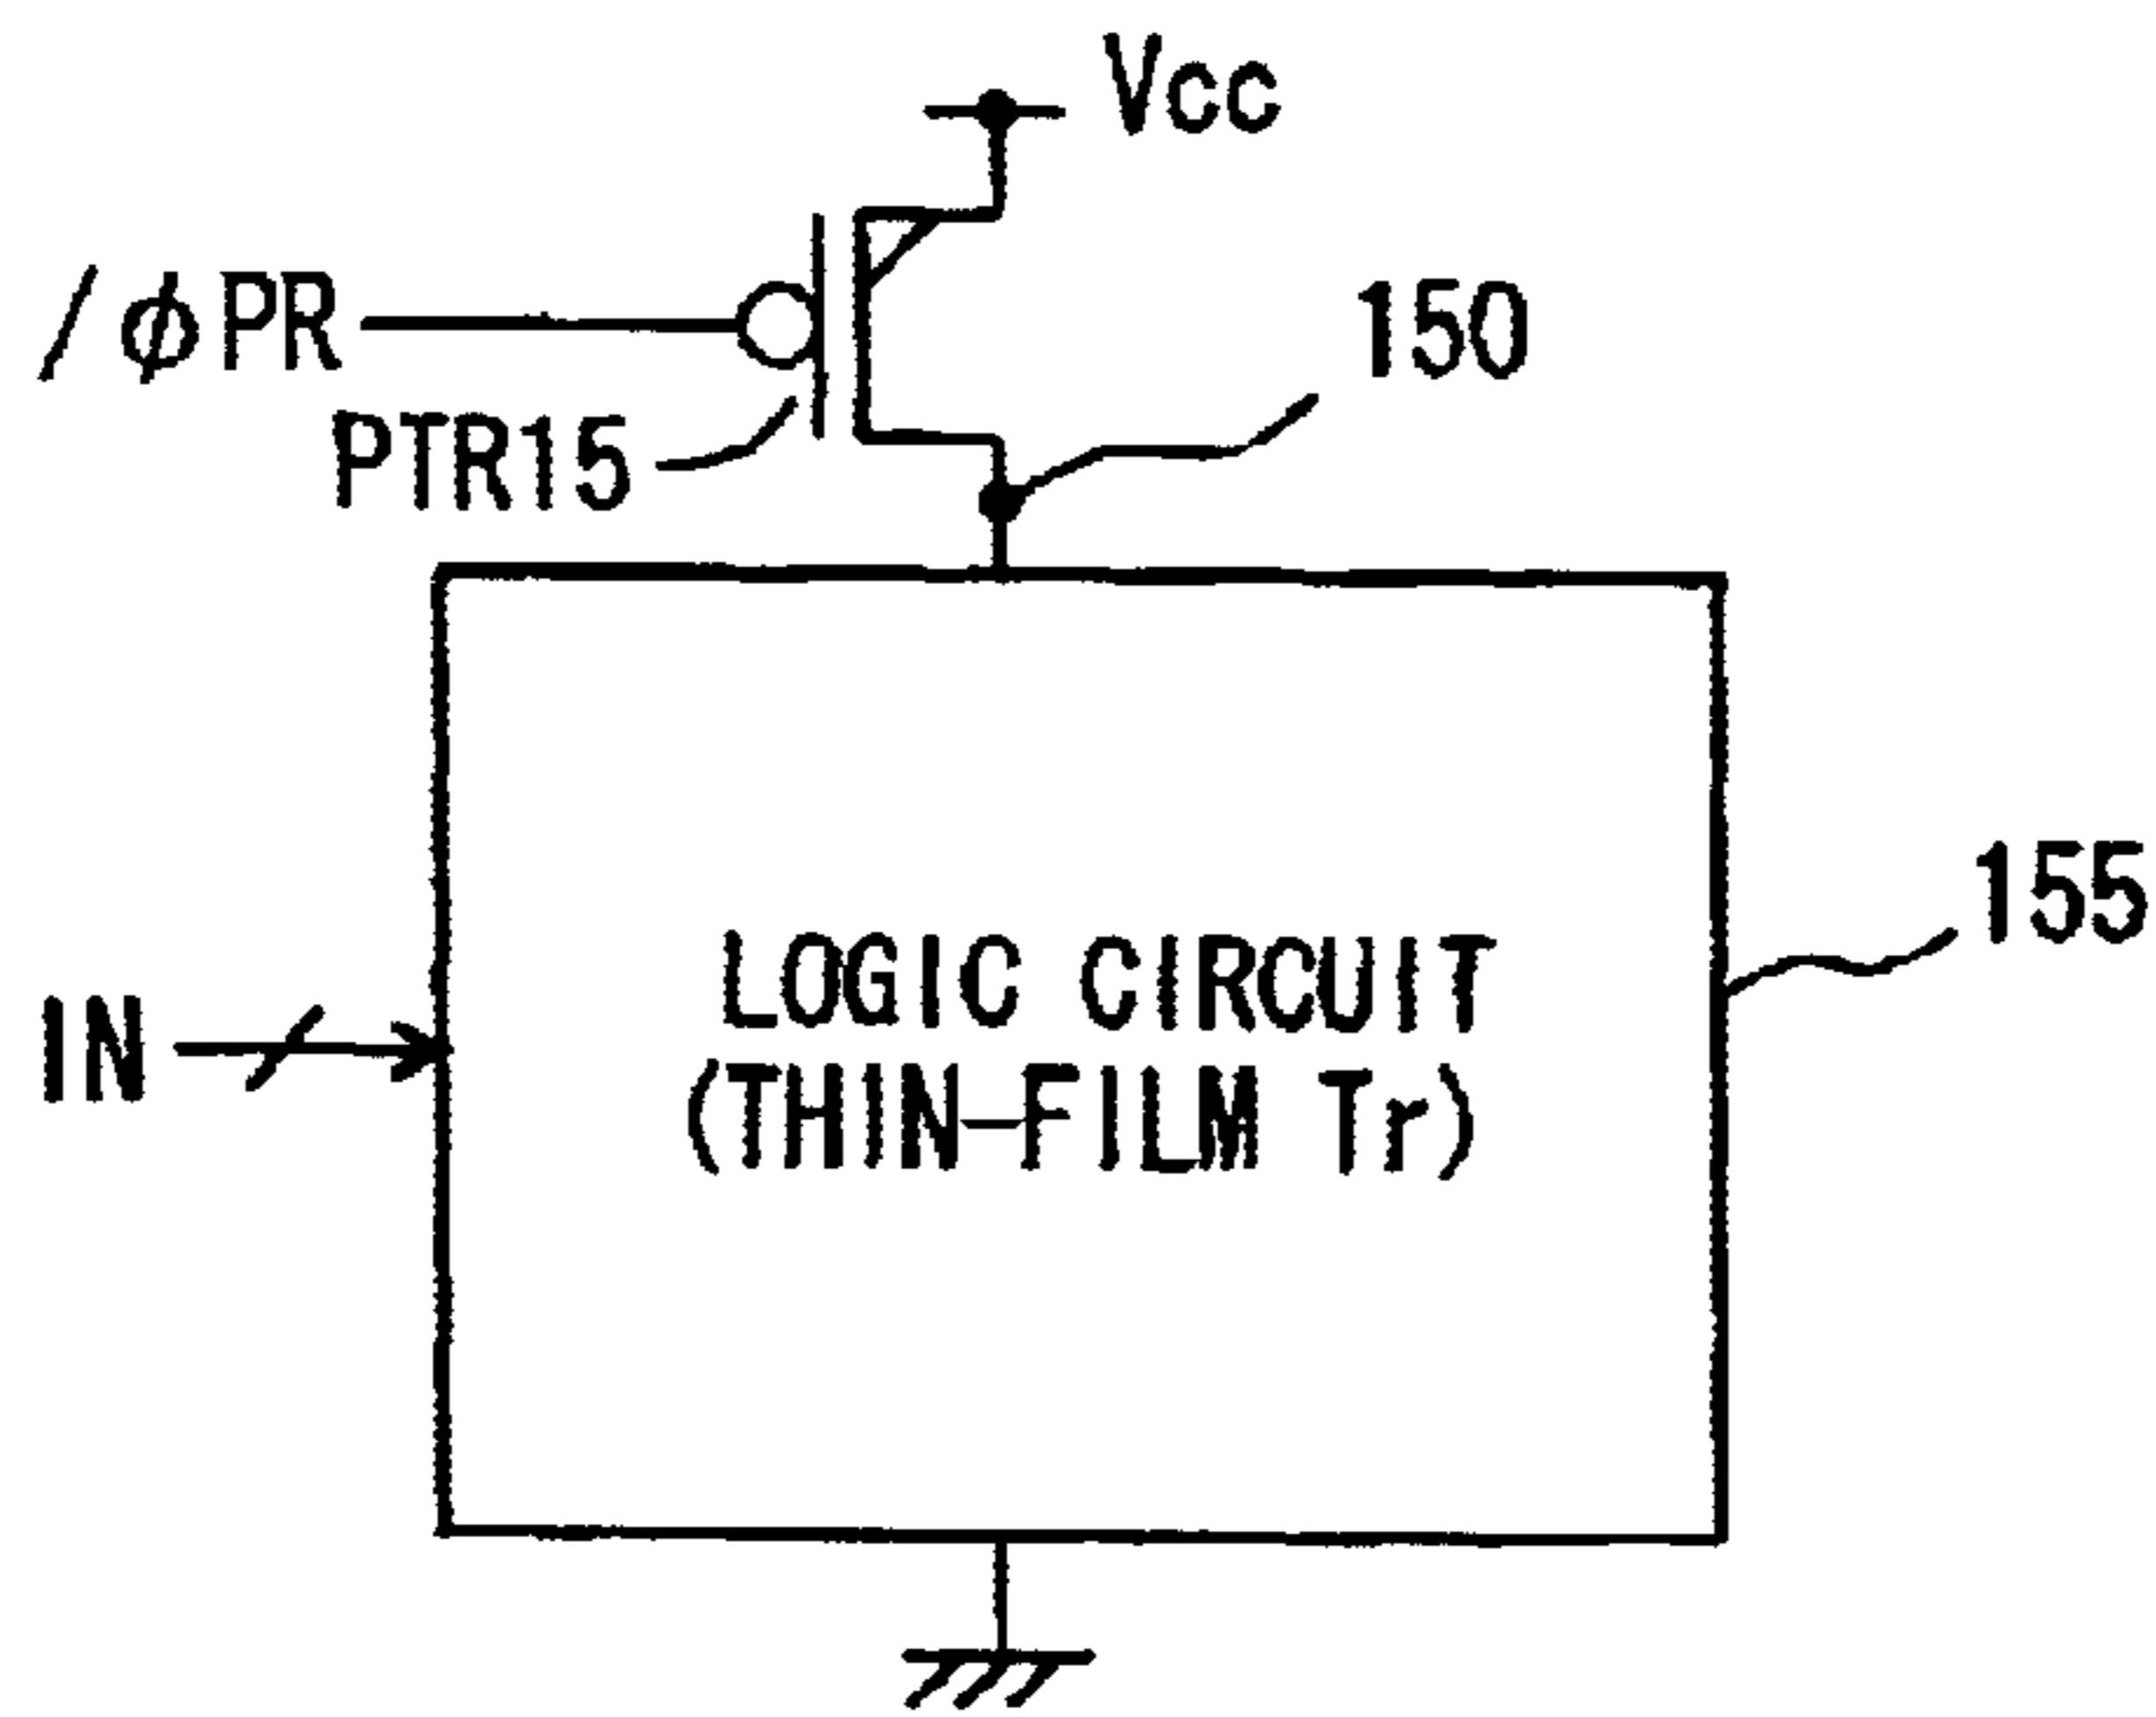 Vcc
/φPR
150
PTR15
155
LOGIC CIRCUIT
IN
(THIN-FILM Tr)